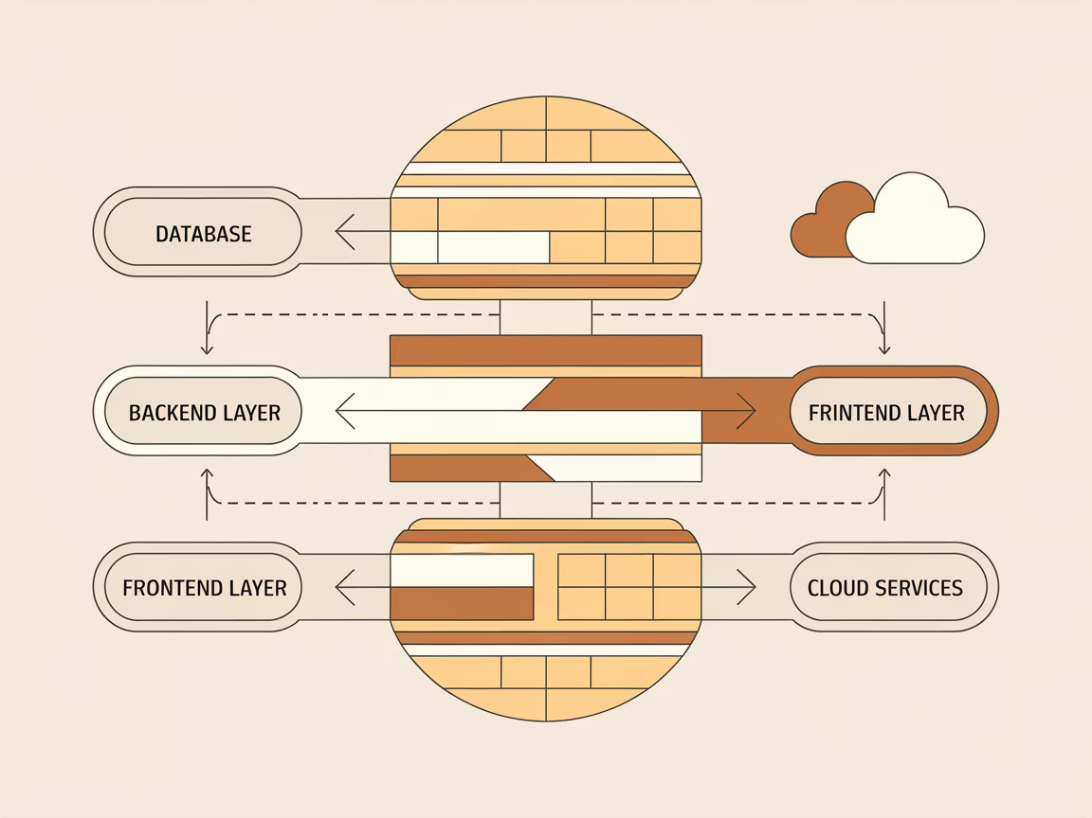 DATABASE
BACKEND LAYER
FRINTEND LAYER
FRONTEND LAYER
CLOUD SERVICES